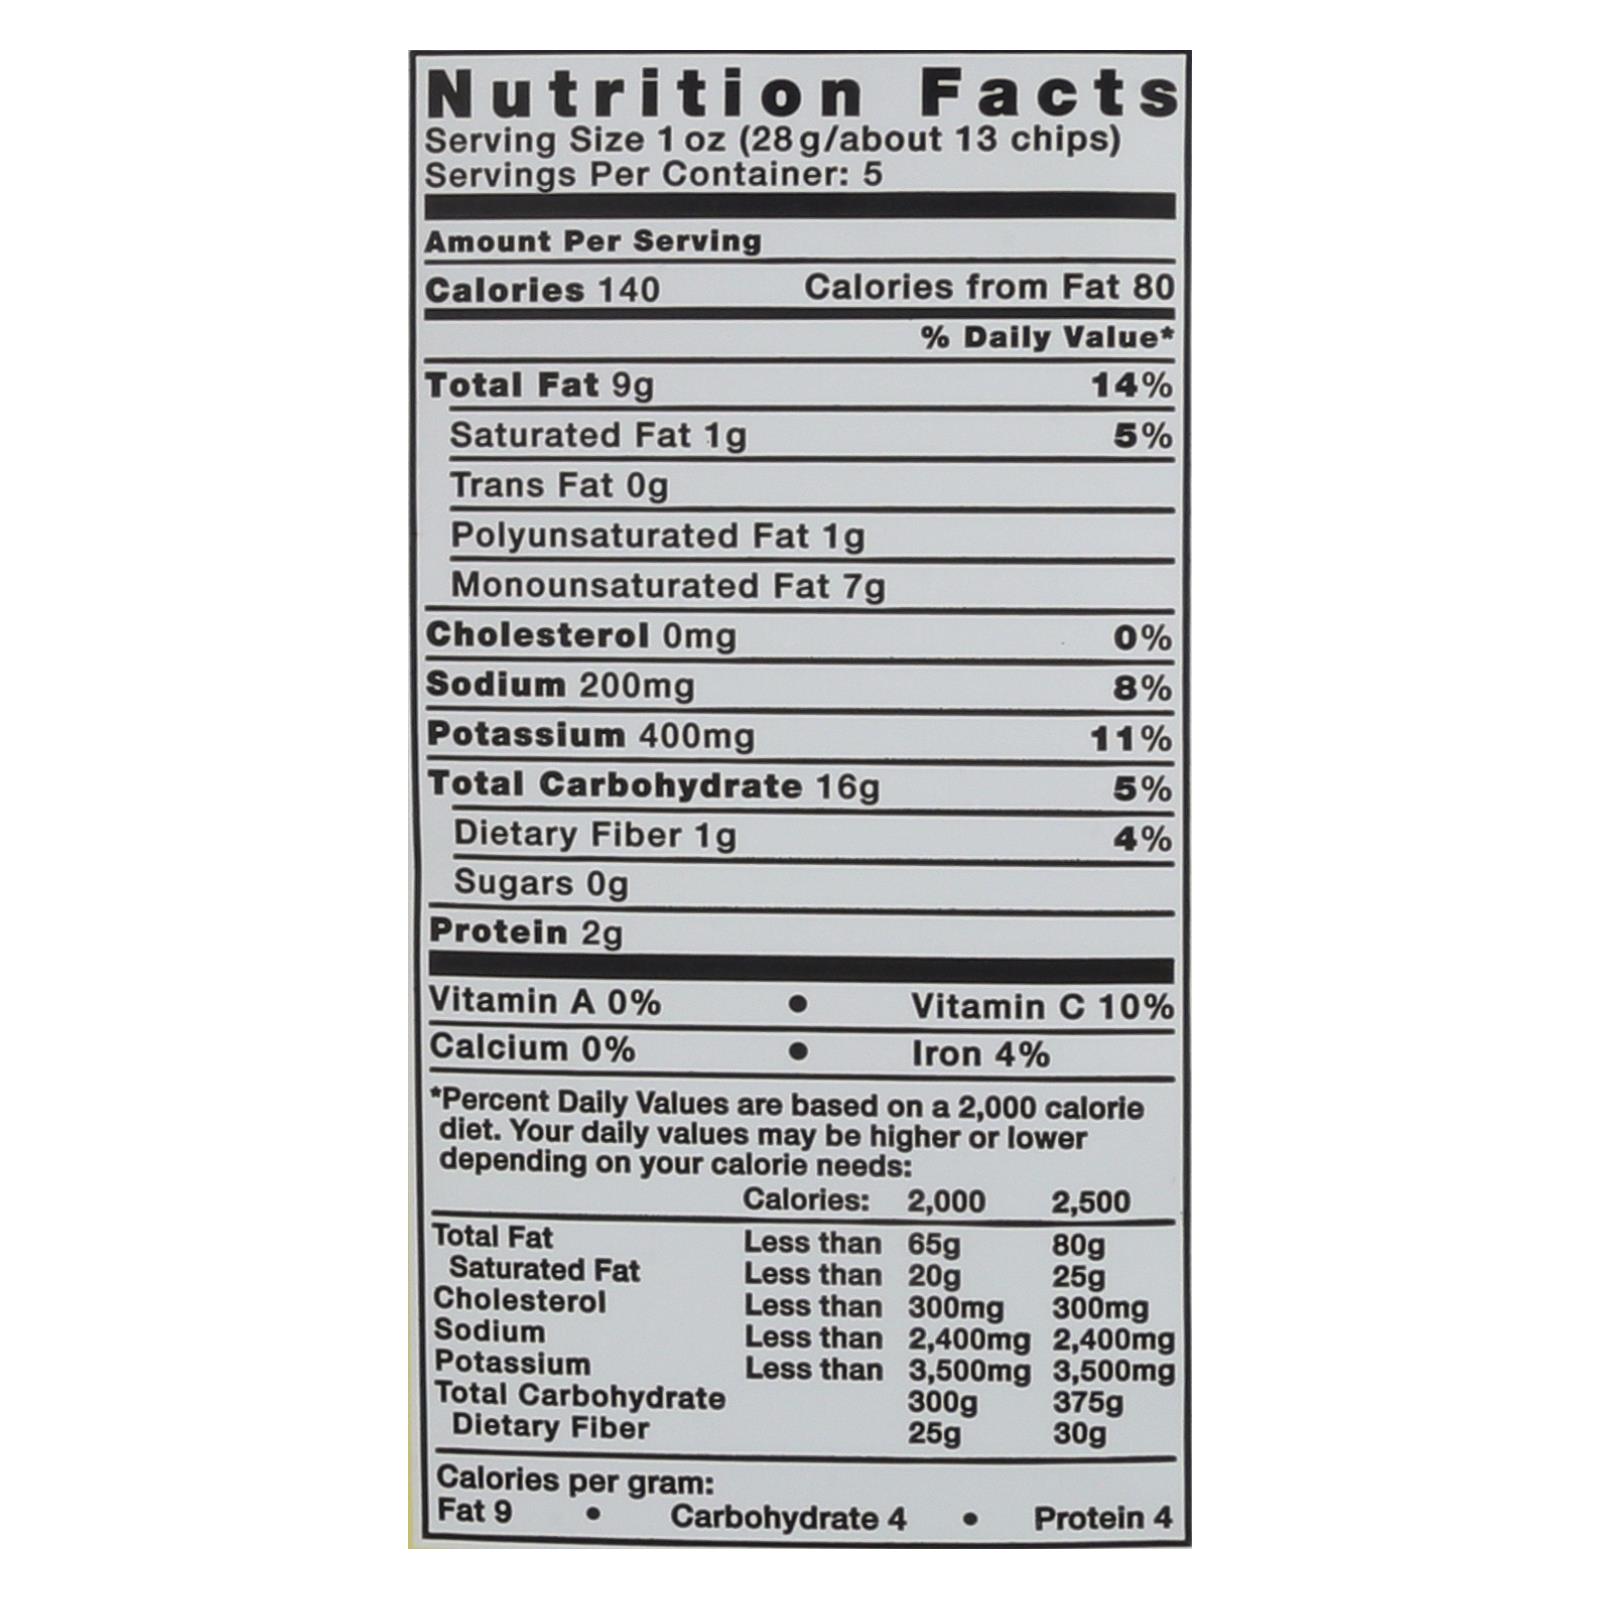 Nutrition Facts
Serving Size 1 oz (28g/about 13 chips)
Servings Per Container: 5
Amount Per Serving
Calories 140 Calories from Fat 80
% Daily Value*
Total Fat 9g 14%
Saturated Fat 1g 5%
Trans Fat 0g
Polyunsaturated Fat 1g
Monounsaturated Fat 7g
Cholesterol 0mg 0%
Sodium 200mg 8%
Potassium 400mg 11%
Total Carbohydrate 16g 5%
Dietary Fiber 1g 4%
Sugars 0g
Protein 2g
Vitamin A 0% • Vitamin C 10%
Calcium 0% • Iron 4%
*Percent Daily Values are based on a 2,000 calorie
diet. Your daily values may be higher or lower
depending on your calorie needs:
Calories: 2,000 2,500
Total Fat Less than 65g 80g
Saturated Fat Less than 20g 25g
Cholesterol Less than 300mg 300mg
Sodium Less than 2,400mg 2,400mg
Potassium Less than 3,500mg 3,500mg
Total Carbohydrate 300g 375g
Dietary Fiber 25g 30g
Calories per gram:
Fat 9 • Carbohydrate 4 • Protein 4